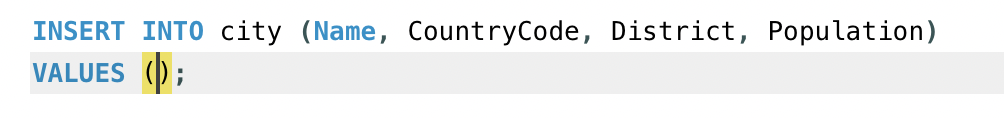 INSERT INTO city (Name, CountryCode, District, Population)
VALUES ();